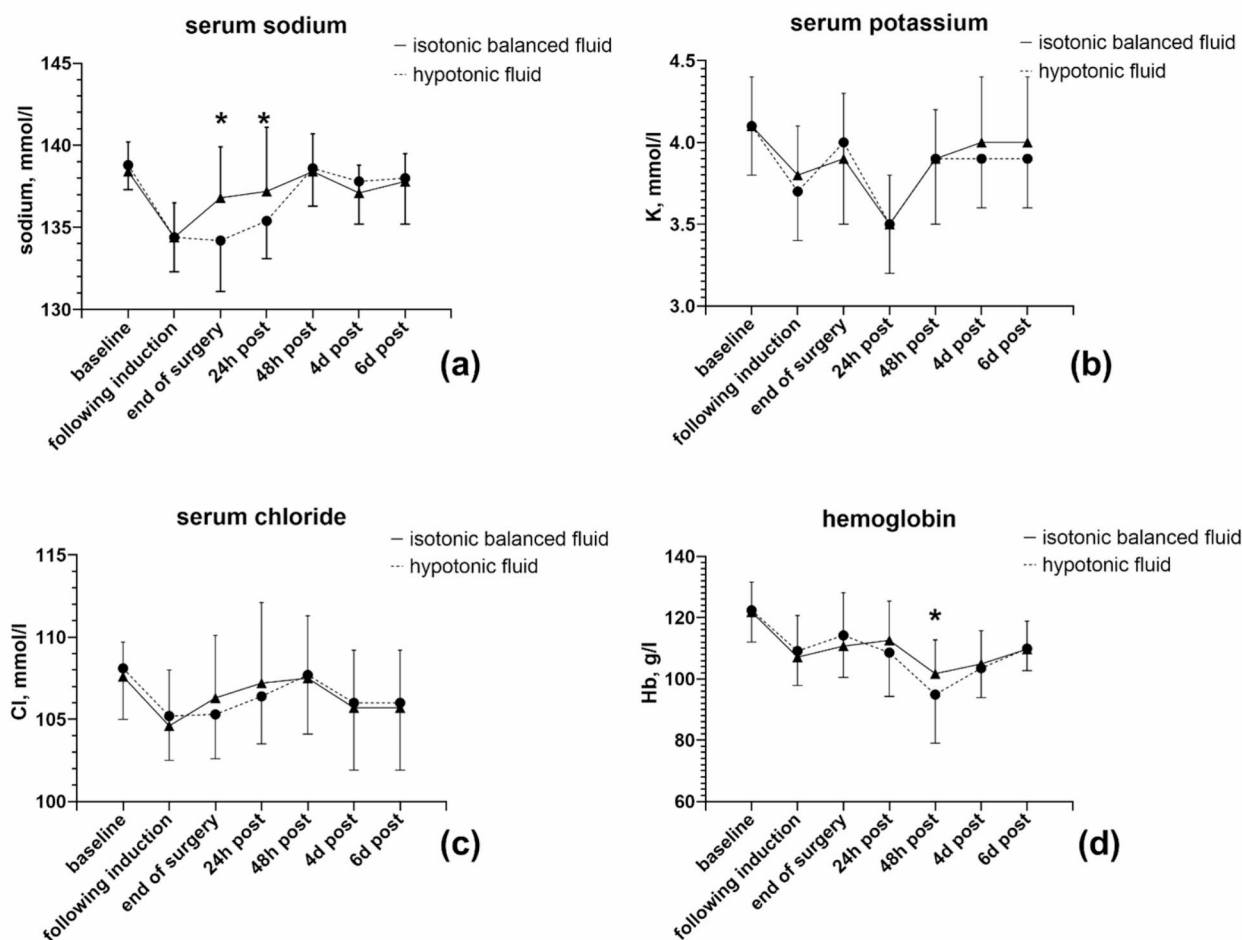 serum sodium
isotonic balanced fluid
hypotonic fluid
sodium, mmol/l
145
140
135
130
* *
baseline
following induction
end of surgery
24h post
48h post
4d post
6d post
(a)
serum potassium
isotonic balanced fluid
hypotonic fluid
K, mmol/l
4.5
4.0
3.5
3.0
baseline
following induction
end of surgery
24h post
48h post
4d post
6d post
(b)
serum chloride
isotonic balanced fluid
hypotonic fluid
Cl, mmol/l
115
110
105
100
baseline
following induction
end of surgery
24h post
48h post
4d post
6d post
(c)
hemoglobin
isotonic balanced fluid
hypotonic fluid
Hb, g/l
140
120
100
80
60
*
baseline
following induction
end of surgery
24h post
48h post
4d post
6d post
(d)